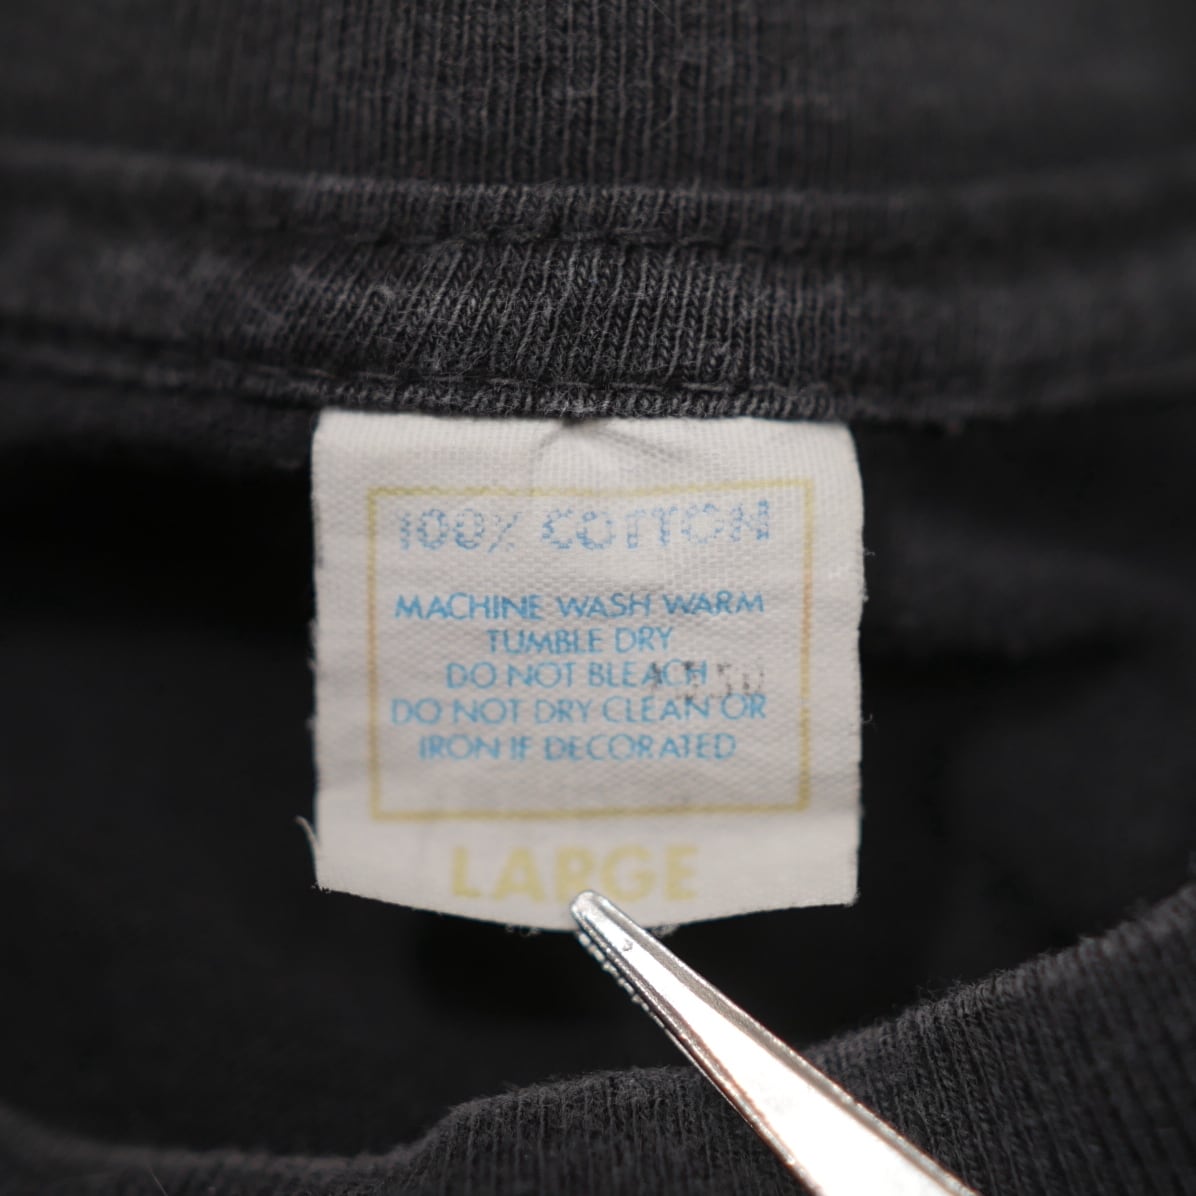 100% COTTON
MACHINE WASH WARM
TUMBLE DRY
DO NOT BLEACH
DO NOT DRY CLEAN OR
IRON IF DECORATED
LARGE